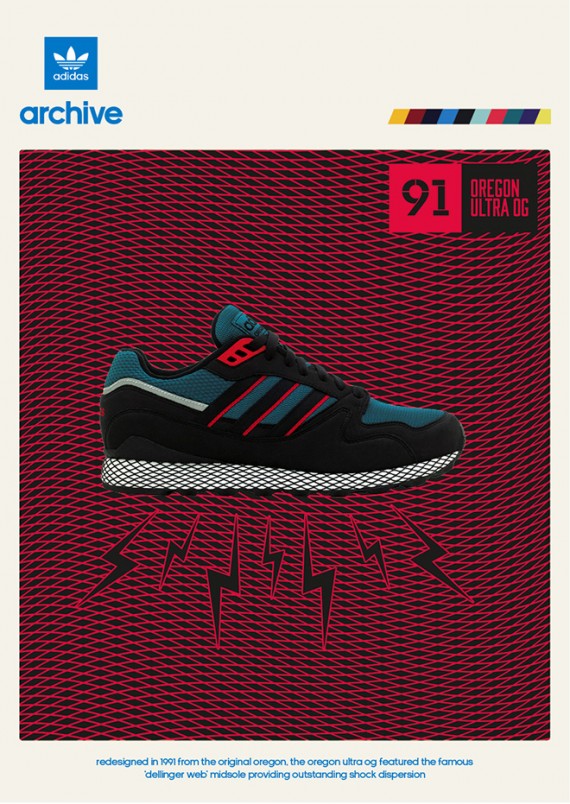 adidas
archive
91
OREGON
ULTRA OG
redesigned in 1991 from the original oregon, the oregon ultra og featured the famous
'dellinger web' midsole providing outstanding shock dispersion